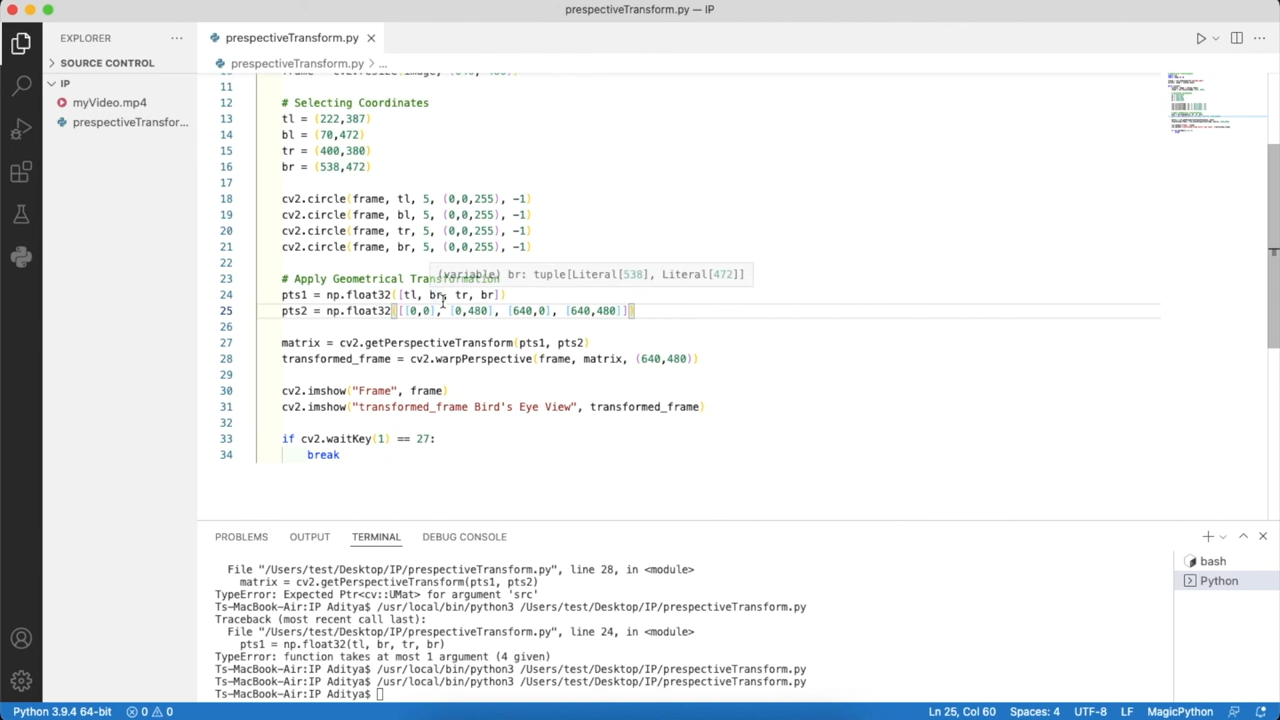 prespectiveTransform.py — IP
EXPLORER
prespectiveTransform.py
SOURCE CONTROL
prespectiveTransform.py > ...
IP
myVideo.mp4
prespectiveTransfor...
11
12 # Selecting Coordinates
13 tl = (222,387)
14 bl = (70,472)
15 tr = (400,380)
16 br = (538,472)
17
18 cv2.circle(frame, tl, 5, (0,0,255), -1)
19 cv2.circle(frame, bl, 5, (0,0,255), -1)
20 cv2.circle(frame, tr, 5, (0,0,255), -1)
21 cv2.circle(frame, br, 5, (0,0,255), -1)
22
(variable) br: tuple[Literal[538], Literal[472]]
23 # Apply Geometrical Transformation
24 pts1 = np.float32([tl, br, tr, br])
25 pts2 = np.float32([[0,0], [0,480], [640,0], [640,480]])
26
27 matrix = cv2.getPerspectiveTransform(pts1, pts2)
28 transformed_frame = cv2.warpPerspective(frame, matrix, (640,480))
29
30 cv2.imshow("Frame", frame)
31 cv2.imshow("transformed_frame Bird's Eye View", transformed_frame)
32
33 if cv2.waitKey(1) == 27:
34 break
PROBLEMS OUTPUT TERMINAL DEBUG CONSOLE
File "/Users/test/Desktop/IP/prespectiveTransform.py", line 28, in <module>
matrix = cv2.getPerspectiveTransform(pts1, pts2)
TypeError: Expected Ptr<cv::UMat> for argument 'src'
Ts-MacBook-Air:IP Aditya$ /usr/local/bin/python3 /Users/test/Desktop/IP/prespectiveTransform.py
Traceback (most recent call last):
File "/Users/test/Desktop/IP/prespectiveTransform.py", line 24, in <module>
pts1 = np.float32(tl, br, tr, br)
TypeError: function takes at most 1 argument (4 given)
Ts-MacBook-Air:IP Aditya$ /usr/local/bin/python3 /Users/test/Desktop/IP/prespectiveTransform.py
Ts-MacBook-Air:IP Aditya$ /usr/local/bin/python3 /Users/test/Desktop/IP/prespectiveTransform.py
Ts-MacBook-Air:IP Aditya$
bash
Python
Python 3.9.4 64-bit 0 0 Ln 25, Col 60 Spaces: 4 UTF-8 LF MagicPython